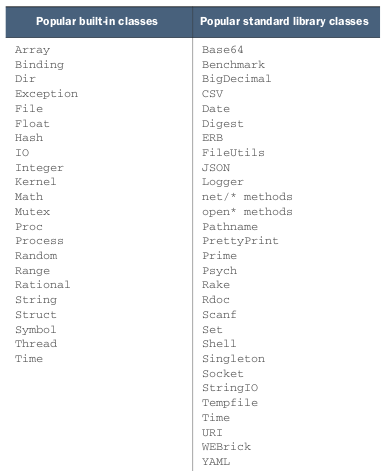 Popular built-in classes
Array
Binding
Dir
Exception
File
Float
Hash
IO
Integer
Kernel
Math
Mutex
Proc
Process
Random
Range
Rational
String
Struct
Symbol
Thread
Time
Popular standard library classes
Base64
Benchmark
BigDecimal
CSV
Date
Digest
ERB
FileUtils
JSON
Logger
net/* methods
open* methods
Pathname
PrettyPrint
Prime
Psych
Rake
Rdoc
Scanf
Set
Shell
Singleton
Socket
StringIO
Tempfile
Time
URI
WEBrick
YAML